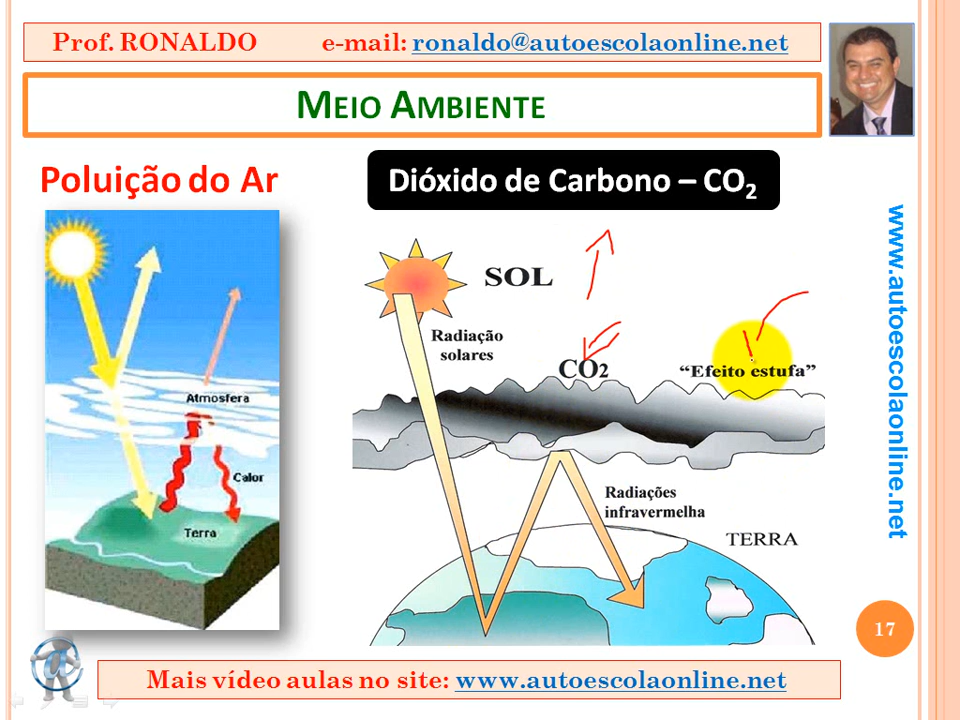 Prof. RONALDO e-mail: ronaldo@autoescolaonline.net
MEIO AMBIENTE
Poluição do Ar
Dióxido de Carbono – CO2
SOL
Radiação
solares
CO2
“Efeito estufa”
Atmosfera
Calor
Terra
Radiações
infravermelha
TERRA
www.autoescolaonline.net
17
Mais vídeo aulas no site: www.autoescolaonline.net